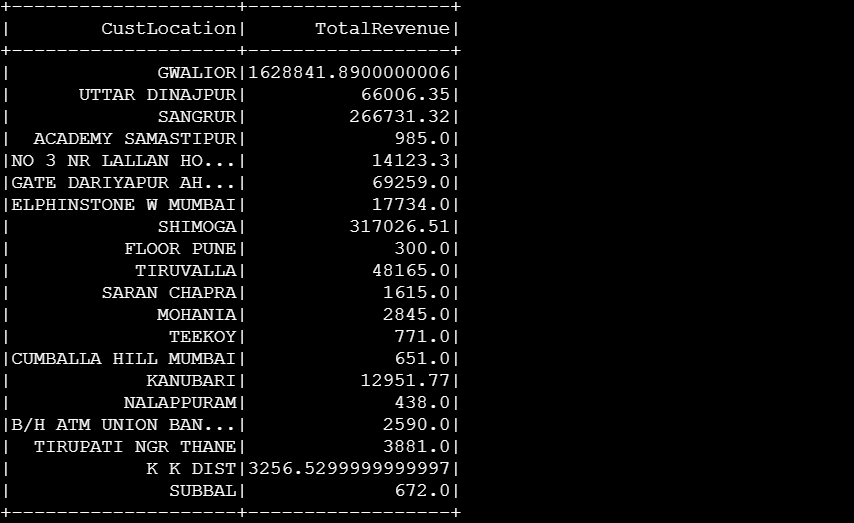 +--------------------+------------------+
|        CustLocation|      TotalRevenue|
+--------------------+------------------+
|             GWALIOR|1628841.8900000006|
|      UTTAR DINAJPUR|          66006.35|
|             SANGRUR|         266731.32|
|  ACADEMY SAMASTIPUR|             985.0|
|NO 3 NR LALLAN HO...|           14123.3|
|GATE DARIYAPUR AH...|           69259.0|
|ELPHINSTONE W MUMBAI|           17734.0|
|             SHIMOGA|         317026.51|
|          FLOOR PUNE|             300.0|
|           TIRUVALLA|           48165.0|
|        SARAN CHAPRA|            1615.0|
|             MOHANIA|            2845.0|
|              TEEKOY|             771.0|
|CUMBALLA HILL MUMBAI|             651.0|
|            KANUBARI|          12951.77|
|          NALAPPURAM|             438.0|
|B/H ATM UNION BAN...|            2590.0|
|  TIRUPATI NGR THANE|            3881.0|
|            K K DIST|3256.5299999999997|
|              SUBBAL|             672.0|
+--------------------+------------------+